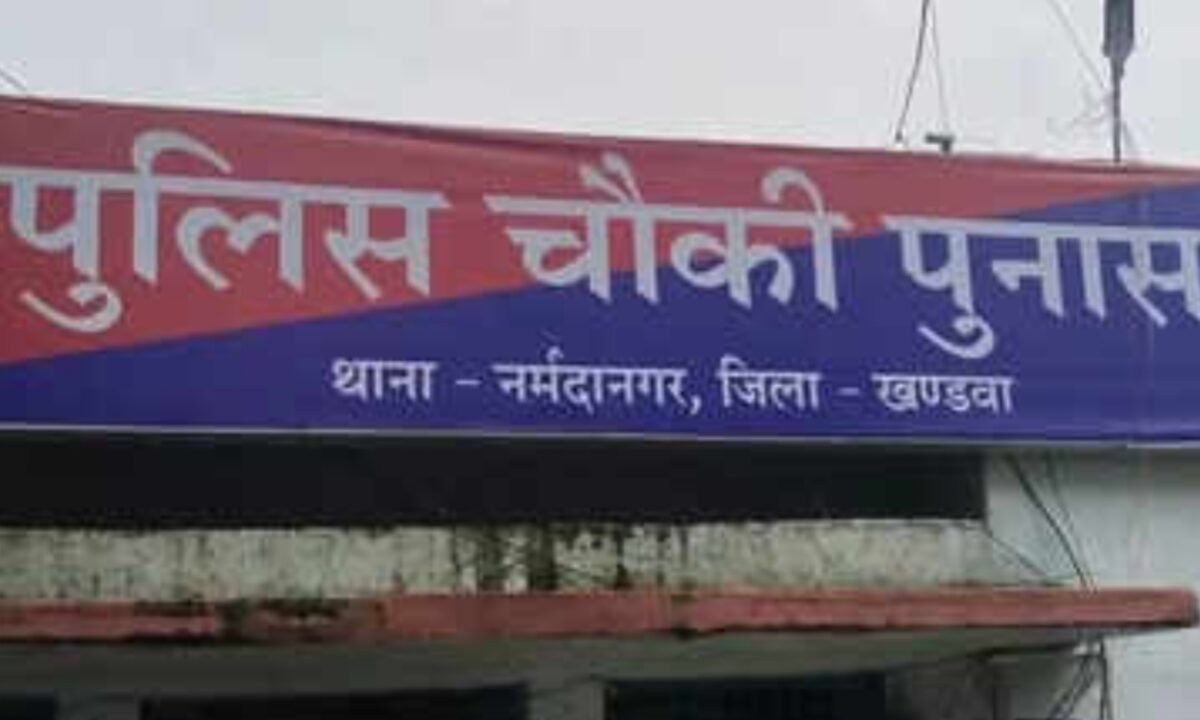 पुलिस चौकी पुनास
थाना - नर्मदानगर, जिला - खण्डवा